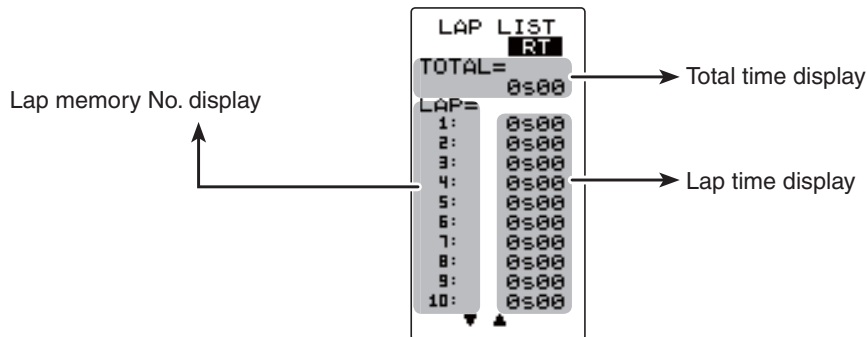 LAP LIST
RT
TOTAL=
0s00
Total time display
Lap memory No. display
LAP=
1: 0s00
2: 0s00
3: 0s00
4: 0s00
Lap time display
5: 0s00
6: 0s00
7: 0s00
8: 0s00
9: 0s00
10: 0s00
▼ ▲